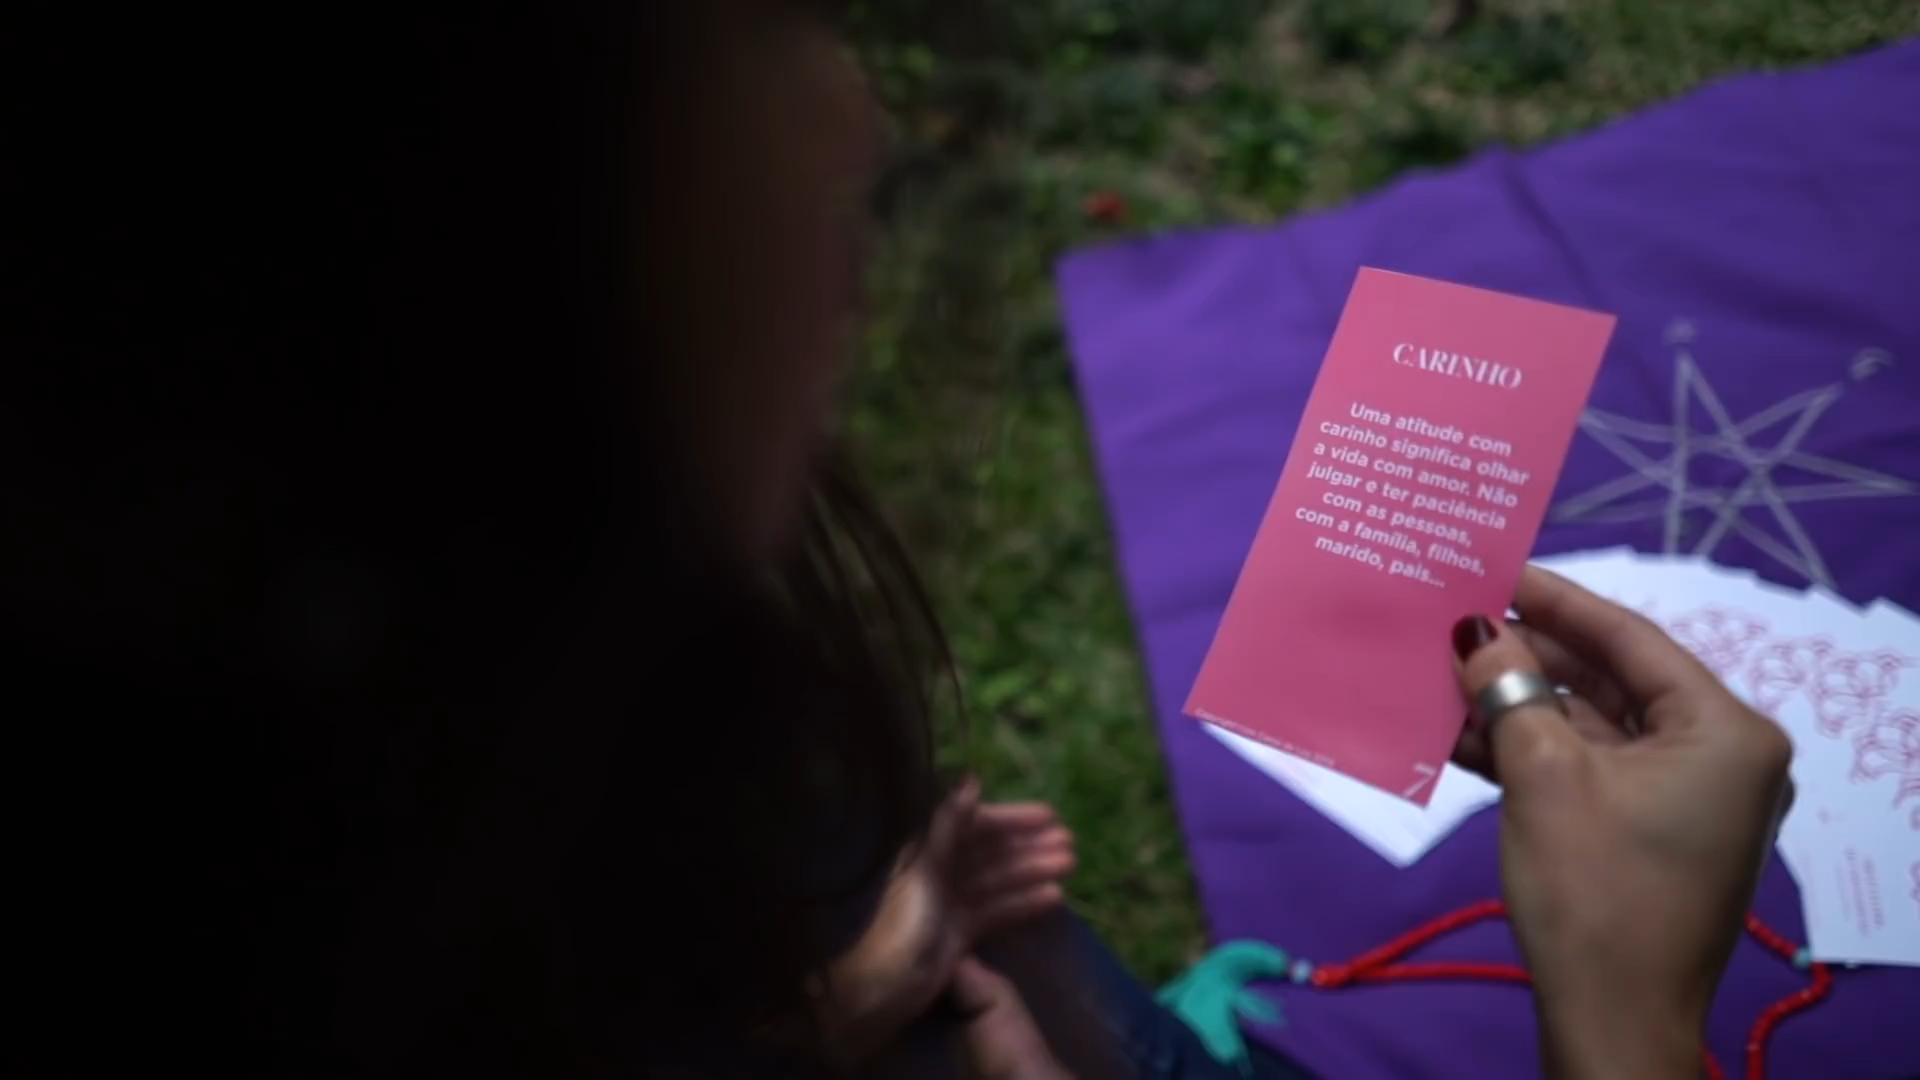 CARINHO
Uma atitude com
carinho significa olhar
a vida com amor. Não
julgar e ter paciência
com as pessoas,
com a família, filhos,
marido, pais...